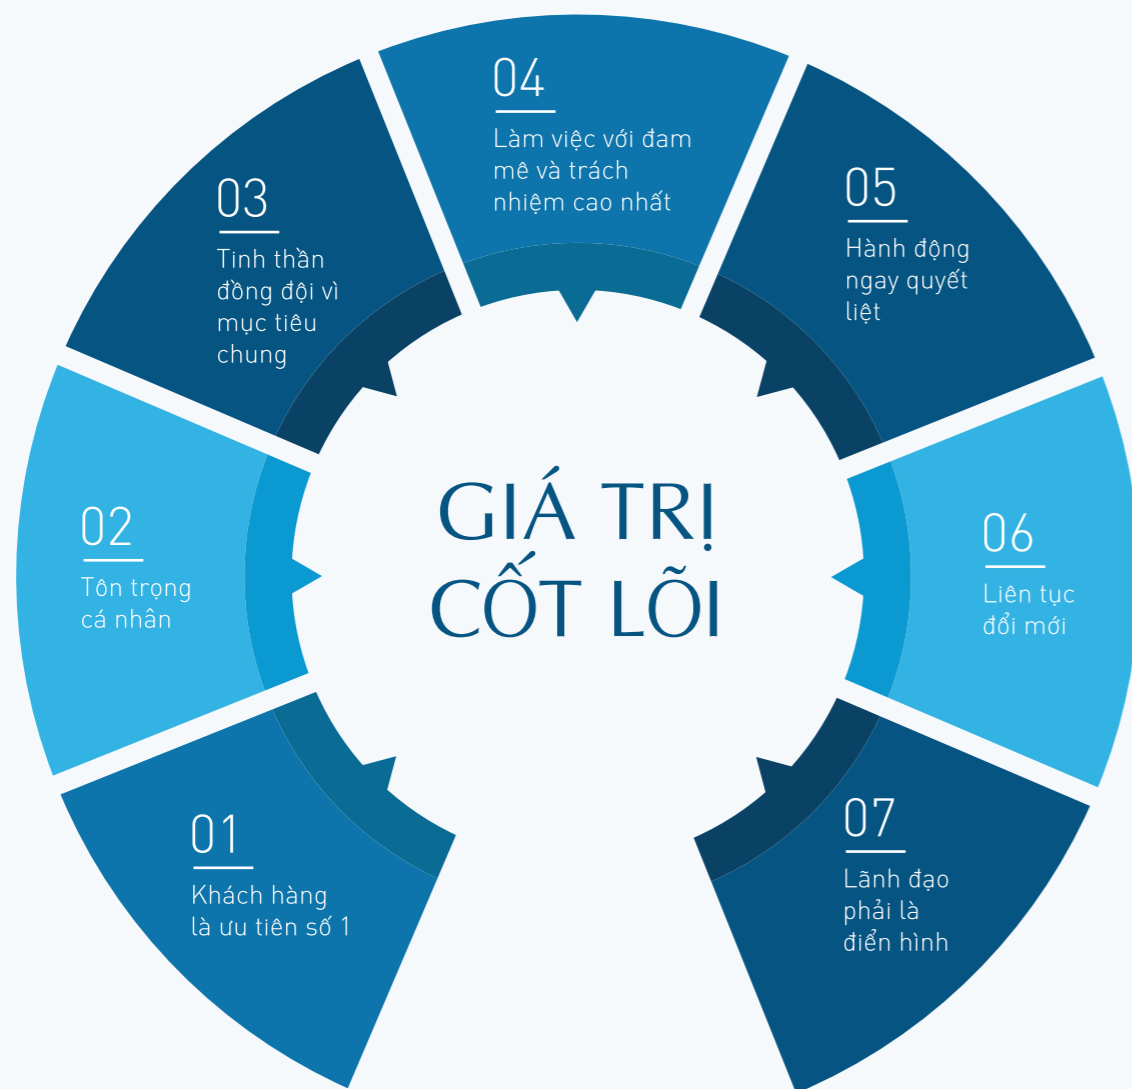 GIÁ TRỊ
CỐT LÕI
01
Khách hàng
là ưu tiên số 1
02
Tôn trọng
cá nhân
03
Tinh thần
đồng đội vì
mục tiêu
chung
04
Làm việc với đam
mê và trách
nhiệm cao nhất
05
Hành động
ngay quyết
liệt
06
Liên tục
đổi mới
07
Lãnh đạo
phải là
điển hình